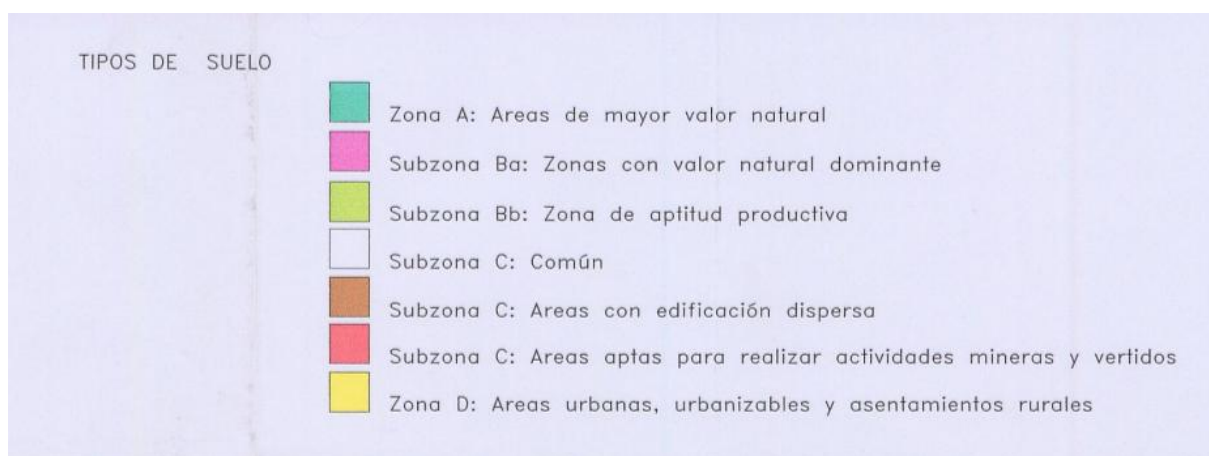 TIPOS DE SUELO
Zona A: Areas de mayor valor natural
Subzona Ba: Zonas con valor natural dominante
Subzona Bb: Zona de aptitud productiva
Subzona C: Común
Subzona C: Areas con edificación dispersa
Subzona C: Areas aptas para realizar actividades mineras y vertidos
Zona D: Areas urbanas, urbanizables y asentamientos rurales